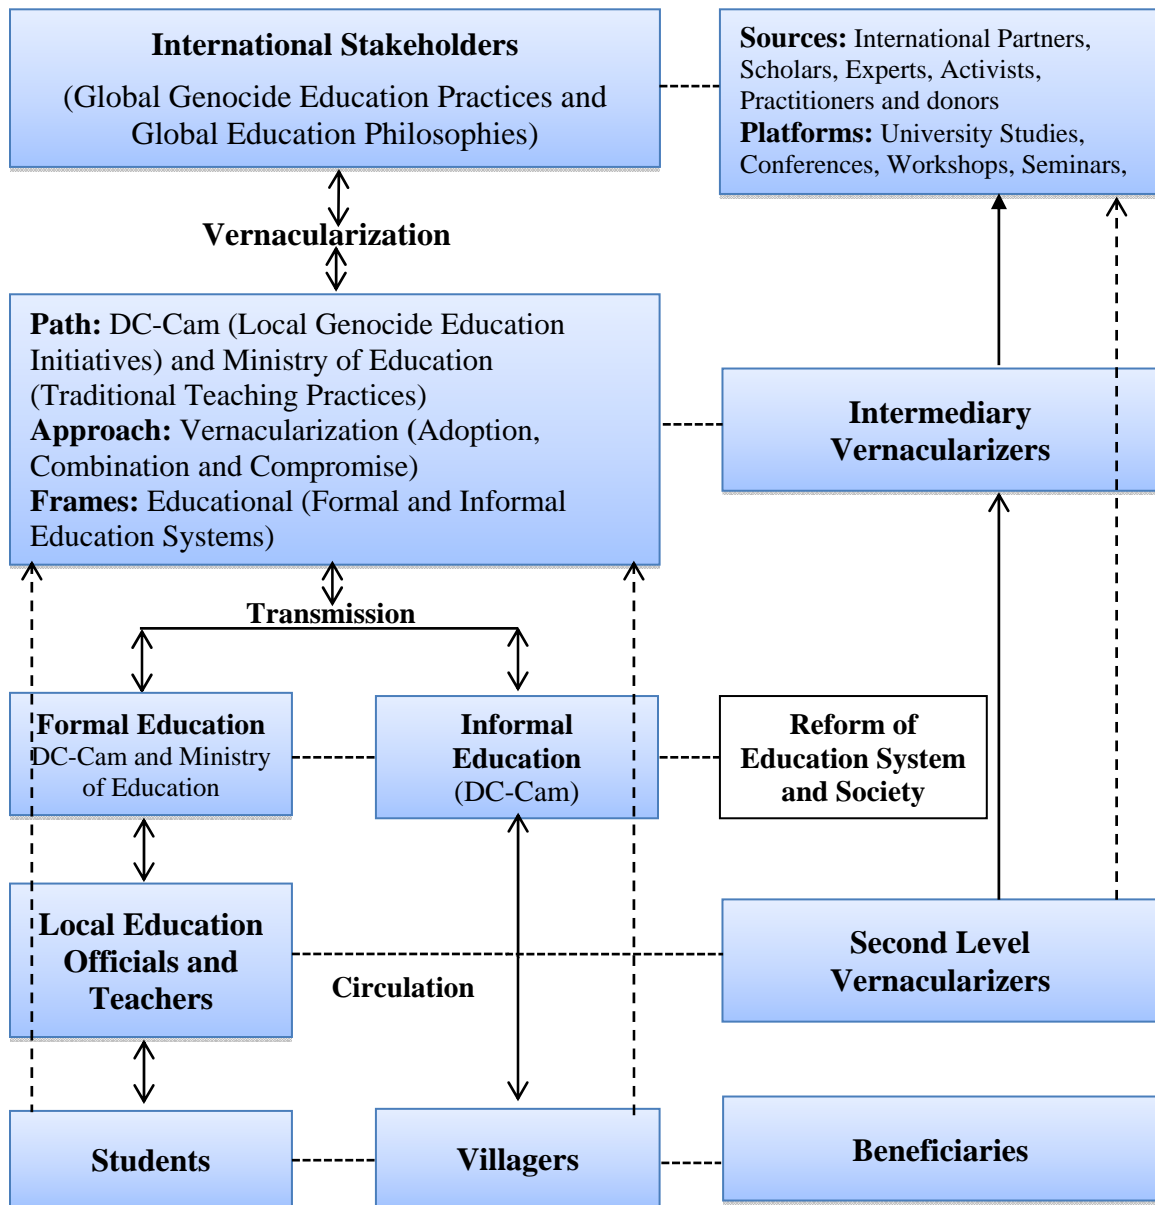 International Stakeholders
(Global Genocide Education Practices and
Global Education Philosophies)
Sources: International Partners,
Scholars, Experts, Activists,
Practitioners and donors
Platforms: University Studies,
Conferences, Workshops, Seminars,
Vernacularization
Path: DC-Cam (Local Genocide Education
Initiatives) and Ministry of Education
(Traditional Teaching Practices)
Approach: Vernacularization (Adoption,
Combination and Compromise)
Frames: Educational (Formal and Informal
Education Systems)
Intermediary
Vernacularizers
Transmission
Formal Education
DC-Cam and Ministry
of Education
Informal
Education
(DC-Cam)
Reform of
Education System
and Society
Local Education
Officials and
Teachers
Circulation
Second Level
Vernacularizers
Students
Villagers
Beneficiaries